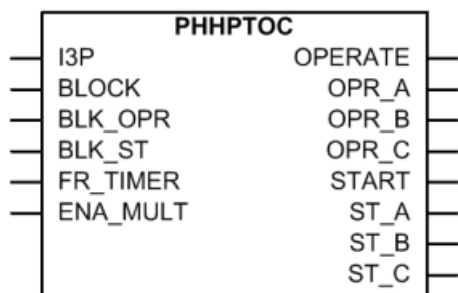 PHHPTOC
I3P OPERATE
BLOCK OPR_A
BLK_OPR OPR_B
BLK_ST OPR_C
FR_TIMER START
ENA_MULT ST_A
ST_B
ST_C